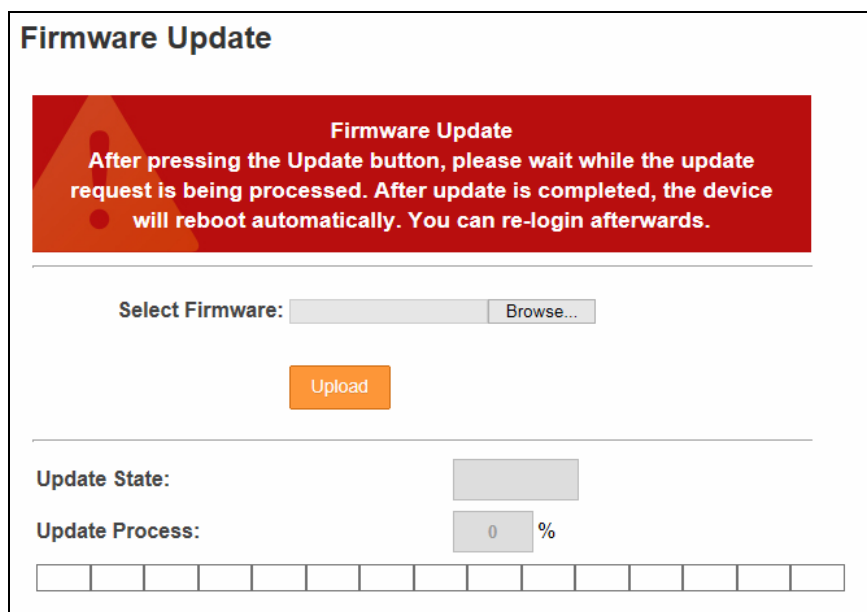 Firmware Update
Firmware Update
After pressing the Update button, please wait while the update
request is being processed. After update is completed, the device
will reboot automatically. You can re-login afterwards.
Select Firmware: Browse...
Upload
Update State:
Update Process: 0 %